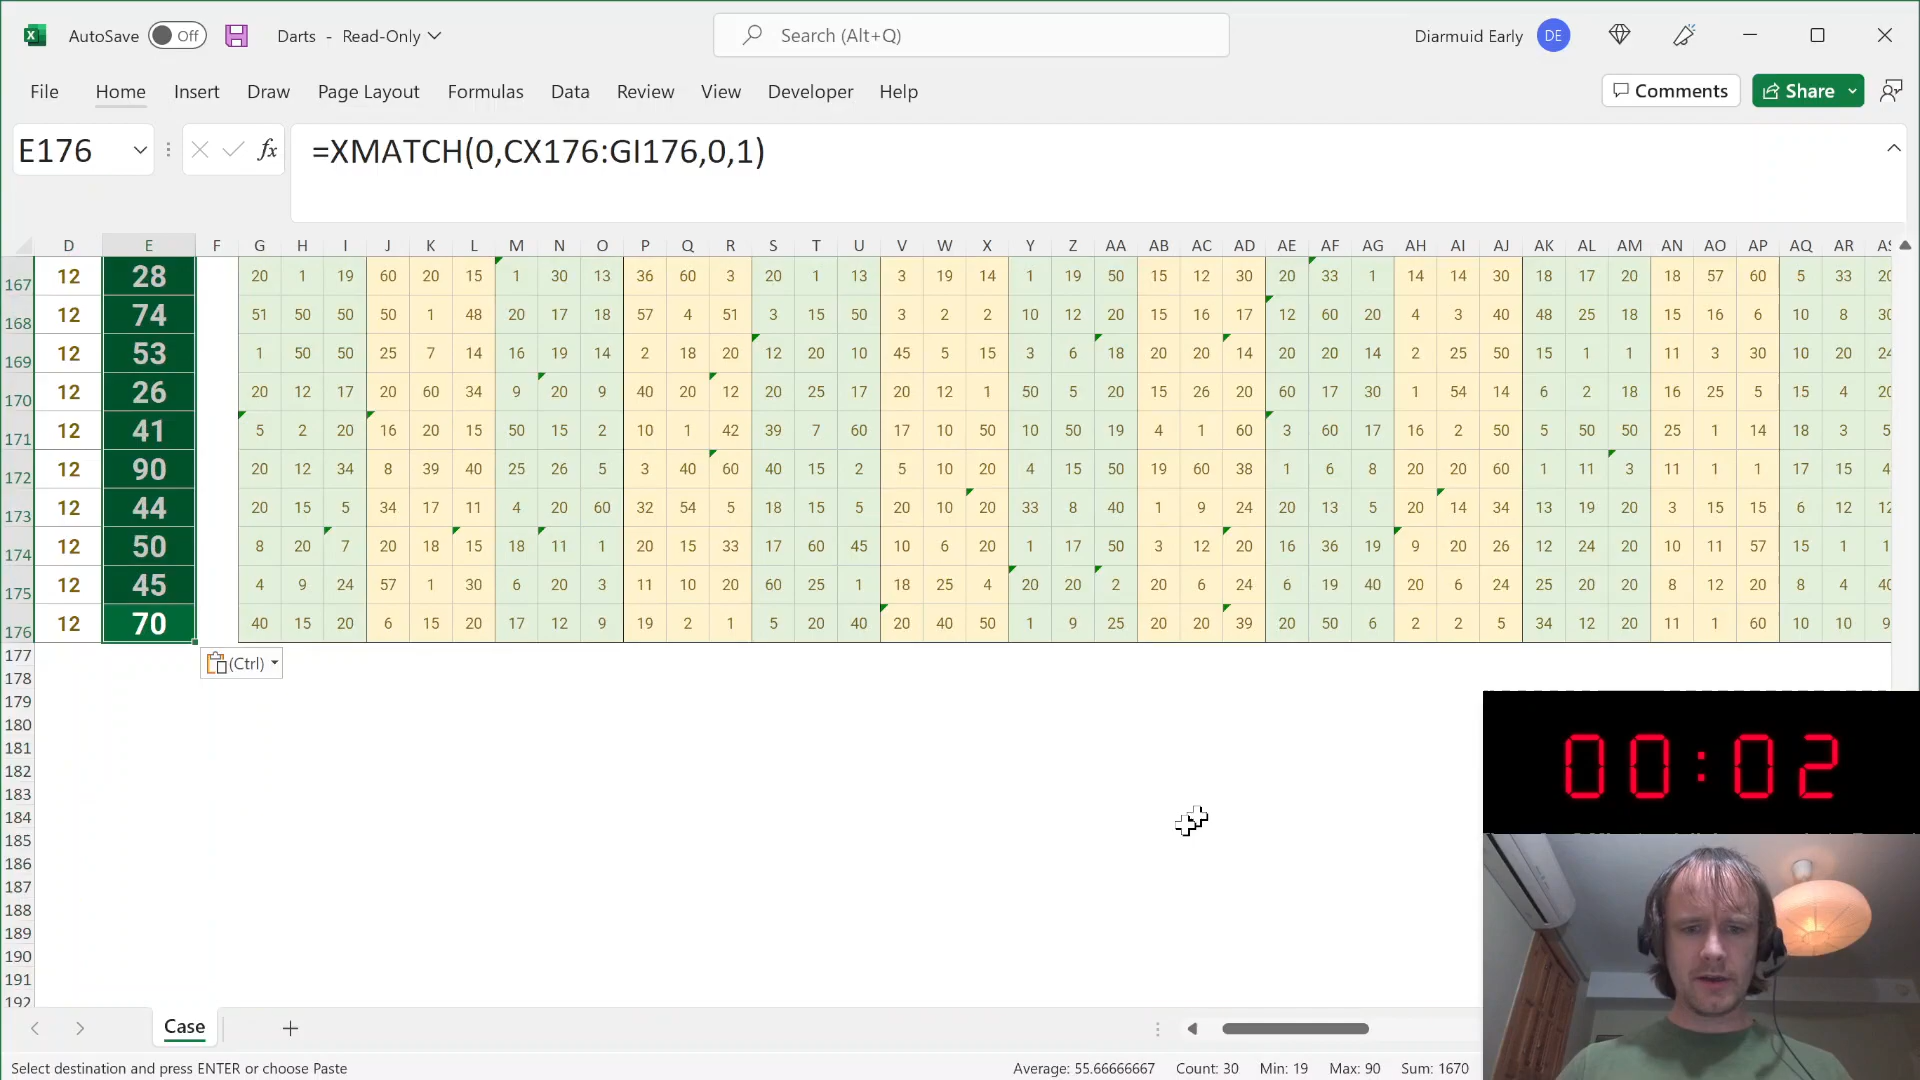 AutoSave Off Darts - Read-Only Search (Alt+Q) Diarmuid Early DE
File Home Insert Draw Page Layout Formulas Data Review View Developer Help Comments Share
E176 fx =XMATCH(0,CX176:GI176,0,1)
D E F G H I J K L M N O P Q R S T U V W X Y Z AA AB AC AD AE AF AG AH AI AJ AK AL AM AN AO AP AQ AR
167 12 28 20 1 19 60 20 15 1 30 13 36 60 3 20 1 13 3 19 14 1 19 50 15 12 30 20 33 1 14 14 30 18 17 20 18 57 60 5 33
168 12 74 51 50 50 50 1 48 20 17 18 57 4 51 3 15 50 3 2 2 10 12 20 15 16 17 12 60 20 4 3 40 48 25 18 15 16 6 10 8
169 12 53 1 50 50 25 7 14 16 19 14 2 18 20 12 20 10 45 5 15 3 6 18 20 20 14 20 20 14 2 25 50 15 1 1 11 3 30 10 20
170 12 26 20 12 17 20 60 34 9 20 9 40 20 12 20 25 17 20 12 1 50 5 20 15 26 20 60 17 30 1 54 14 6 2 18 16 25 5 15 4
171 12 41 5 2 20 16 20 15 50 15 2 10 1 42 39 7 60 17 10 50 10 50 19 4 1 60 3 60 17 16 2 50 5 50 50 25 1 14 18 3
172 12 90 20 12 34 8 39 40 25 26 5 3 40 60 40 15 2 5 10 20 4 15 50 19 60 38 1 6 8 20 20 60 1 11 3 11 1 1 17 15
173 12 44 20 15 5 34 17 11 4 20 60 32 54 5 18 15 5 20 10 20 33 8 40 1 9 24 20 13 5 20 14 34 13 19 20 3 15 15 6 12
174 12 50 8 20 7 20 18 15 18 11 1 20 15 33 17 60 45 10 6 20 1 17 50 3 12 20 16 36 19 9 20 26 12 24 20 10 11 57 15 1
175 12 45 4 9 24 57 1 30 6 20 3 11 10 20 60 25 1 18 25 4 20 20 2 20 6 24 6 19 40 20 6 24 25 20 20 8 12 20 8 4
176 12 70 40 15 20 6 15 20 17 12 9 19 2 1 5 20 40 20 40 50 1 9 25 20 20 39 20 50 6 2 2 5 34 12 20 11 1 60 10 10
177 (Ctrl)
178
179
180
181
182
183
184
185
186
187
188
189
190
191
192
00:02
Case
Select destination and press ENTER or choose Paste Average: 55.66666667 Count: 30 Min: 19 Max: 90 Sum: 1670